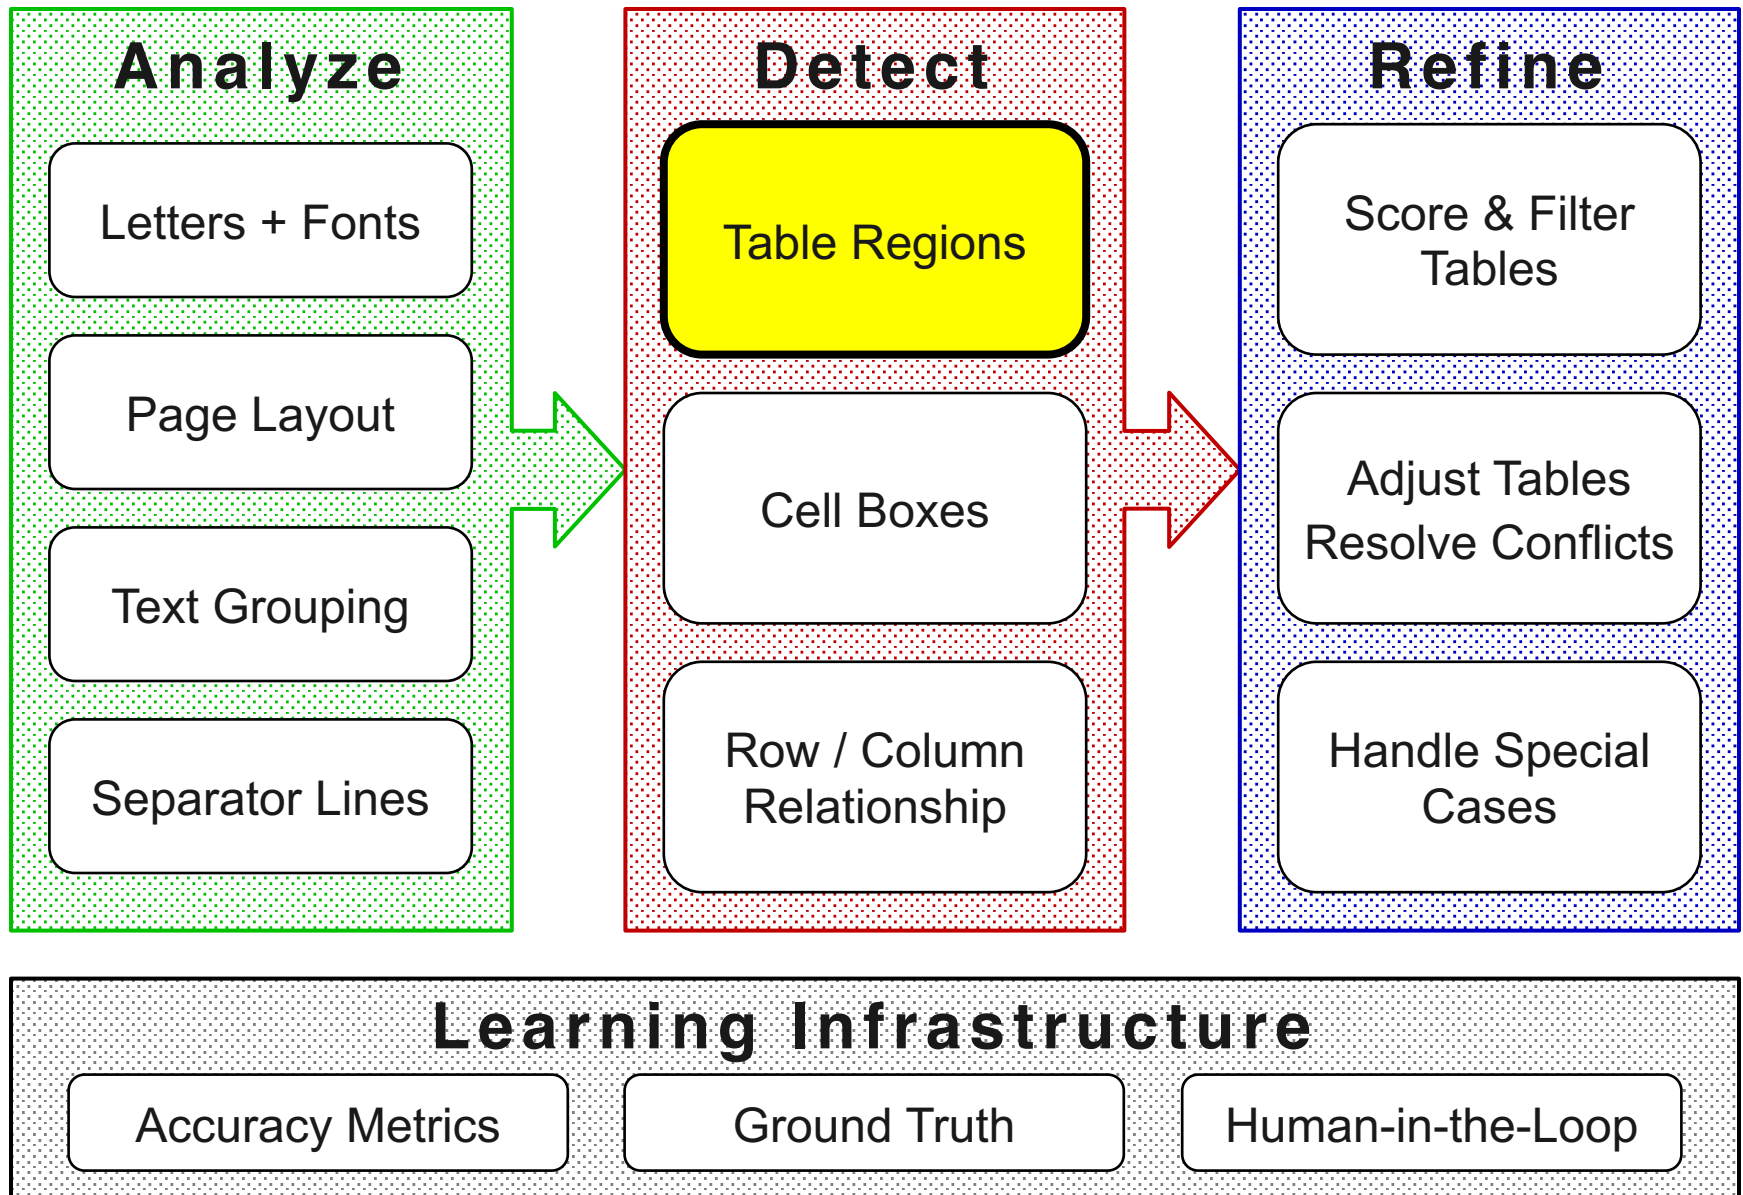 Analyze
Letters + Fonts
Page Layout
Text Grouping
Separator Lines
Detect
Table Regions
Cell Boxes
Row / Column
Relationship
Refine
Score & Filter
Tables
Adjust Tables
Resolve Conflicts
Handle Special
Cases
Learning Infrastructure
Accuracy Metrics
Ground Truth
Human-in-the-Loop